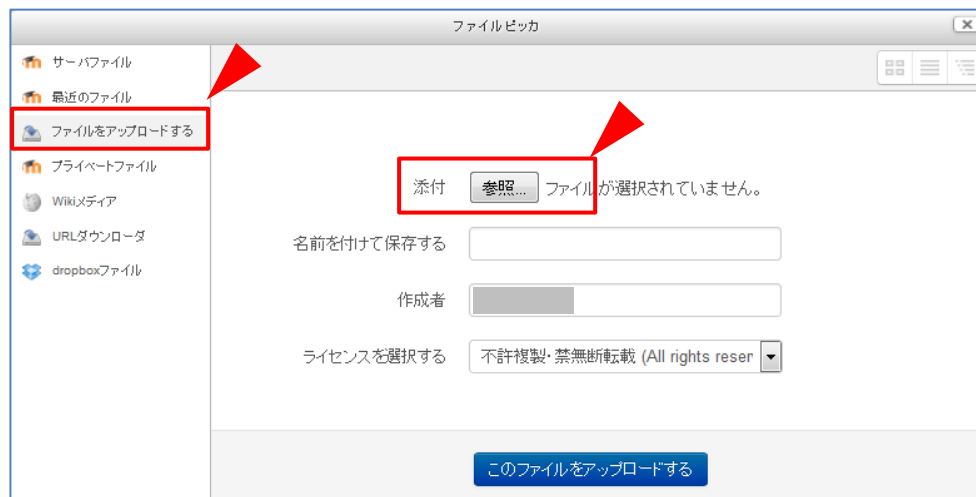 ファイルピッカ
サーバファイル
最近のファイル
ファイルをアップロードする
プライベートファイル
Wikiメディア
URLダウンローダ
dropboxファイル
添付 参照... ファイルが選択されていません。
名前を付けて保存する
作成者
ライセンスを選択する 不許複製・禁無断転載 (All rights reser
このファイルをアップロードする